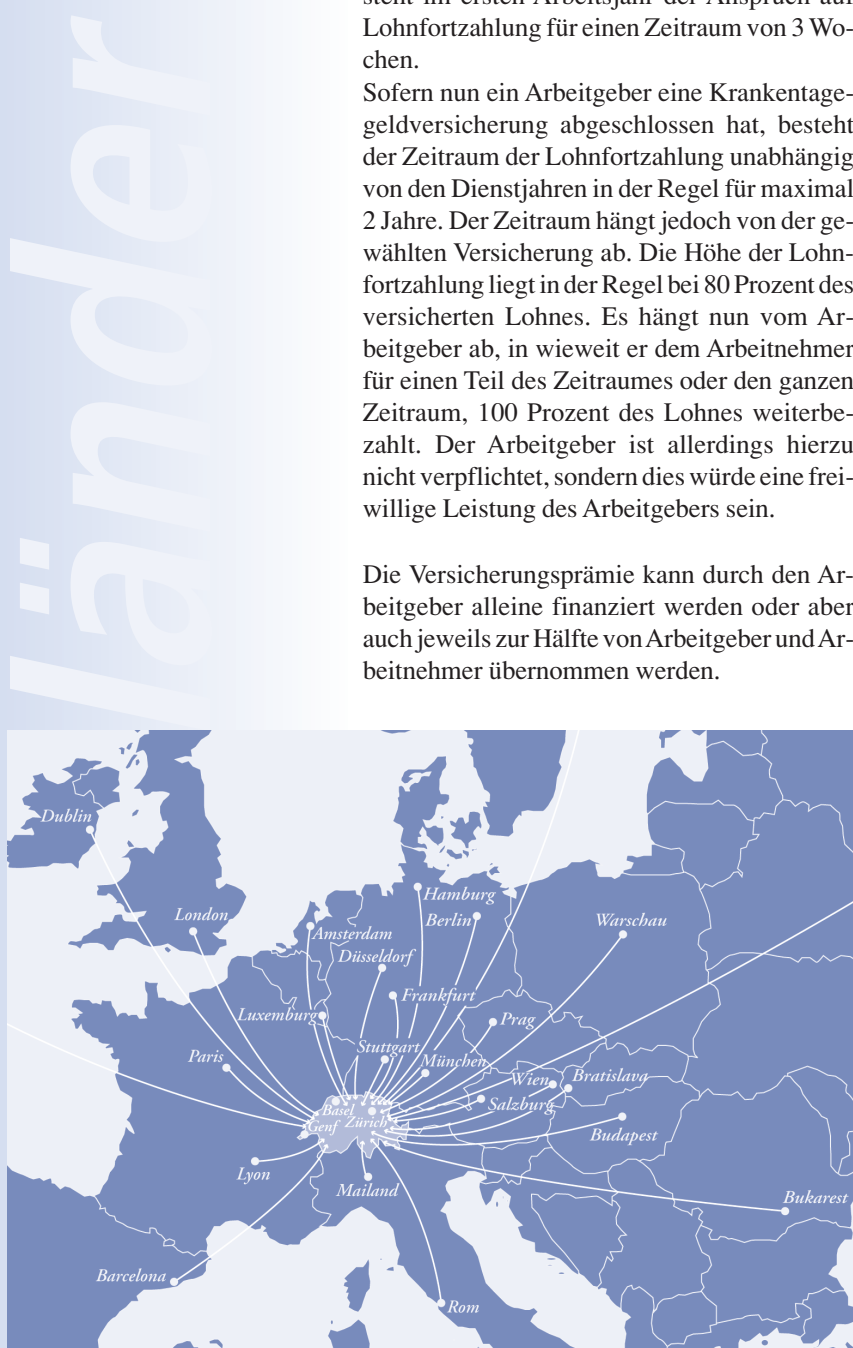 steht im ersten Arbeitsjahr der Anspruch auf
Lohnfortzahlung für einen Zeitraum von 3 Wo-
chen.
Sofern nun ein Arbeitgeber eine Krankentage-
geldversicherung abgeschlossen hat, besteht
der Zeitraum der Lohnfortzahlung unabhängig
von den Dienstjahren in der Regel für maximal
2 Jahre. Der Zeitraum hängt jedoch von der ge-
wählten Versicherung ab. Die Höhe der Lohn-
fortzahlung liegt in der Regel bei 80 Prozent des
versicherten Lohnes. Es hängt nun vom Ar-
beitgeber ab, in wieweit er dem Arbeitnehmer
für einen Teil des Zeitraumes oder den ganzen
Zeitraum, 100 Prozent des Lohnes weiterbe-
zahlt. Der Arbeitgeber ist allerdings hierzu
nicht verpflichtet, sondern dies würde eine frei-
willige Leistung des Arbeitgebers sein.
Die Versicherungsprämie kann durch den Ar-
beitgeber alleine finanziert werden oder aber
auch jeweils zur Hälfte von Arbeitgeber und Ar-
beitnehmer übernommen werden.
länder
Dublin
Hamburg
London
Berlin
Warschau
Amsterdam
Düsseldorf
Frankfurt
Luxemburg
Prag
Stuttgart
Paris
München
Wien
Bratislava
Salzburg
Basel
Genf
Zürich
Budapest
Lyon
Mailand
Bukarest
Barcelona
Rom